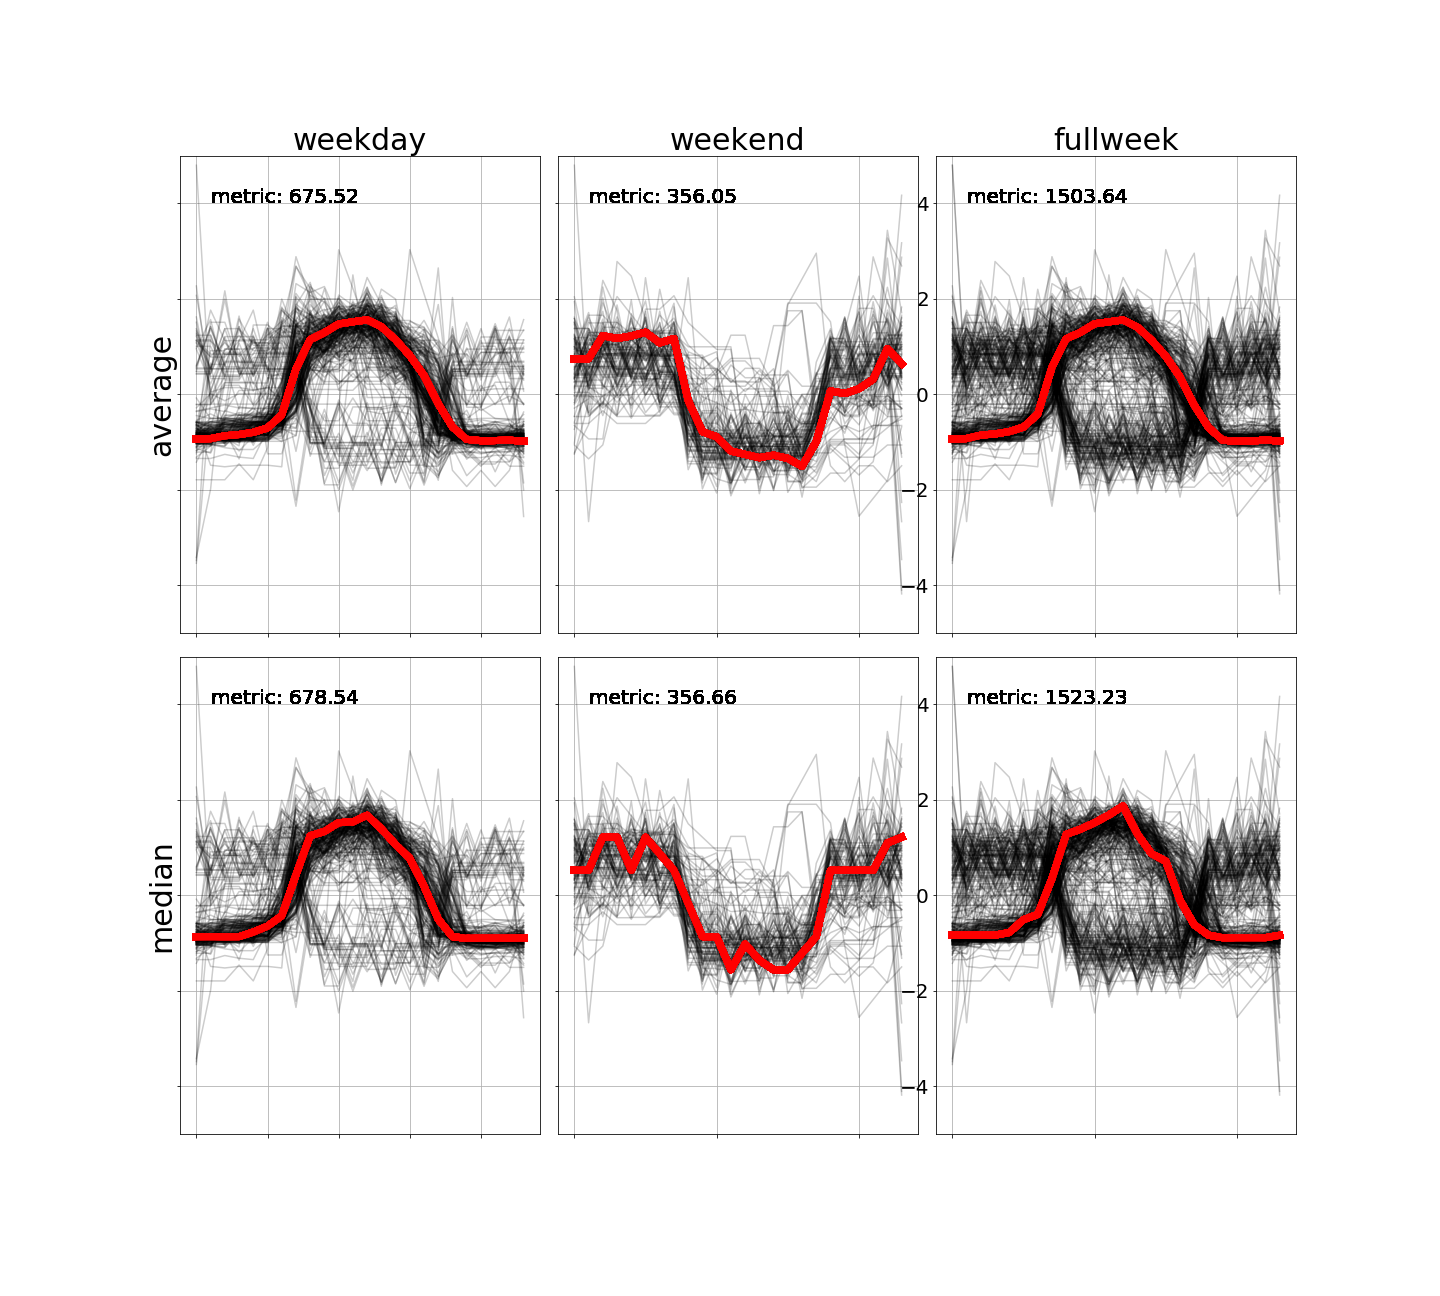 weekday
weekend
fullweek
average
metric: 675.52
metric: 356.05
metric: 1503.64
4
2
0
−2
−4
median
metric: 678.54
metric: 356.66
metric: 1523.23
4
2
0
−2
−4